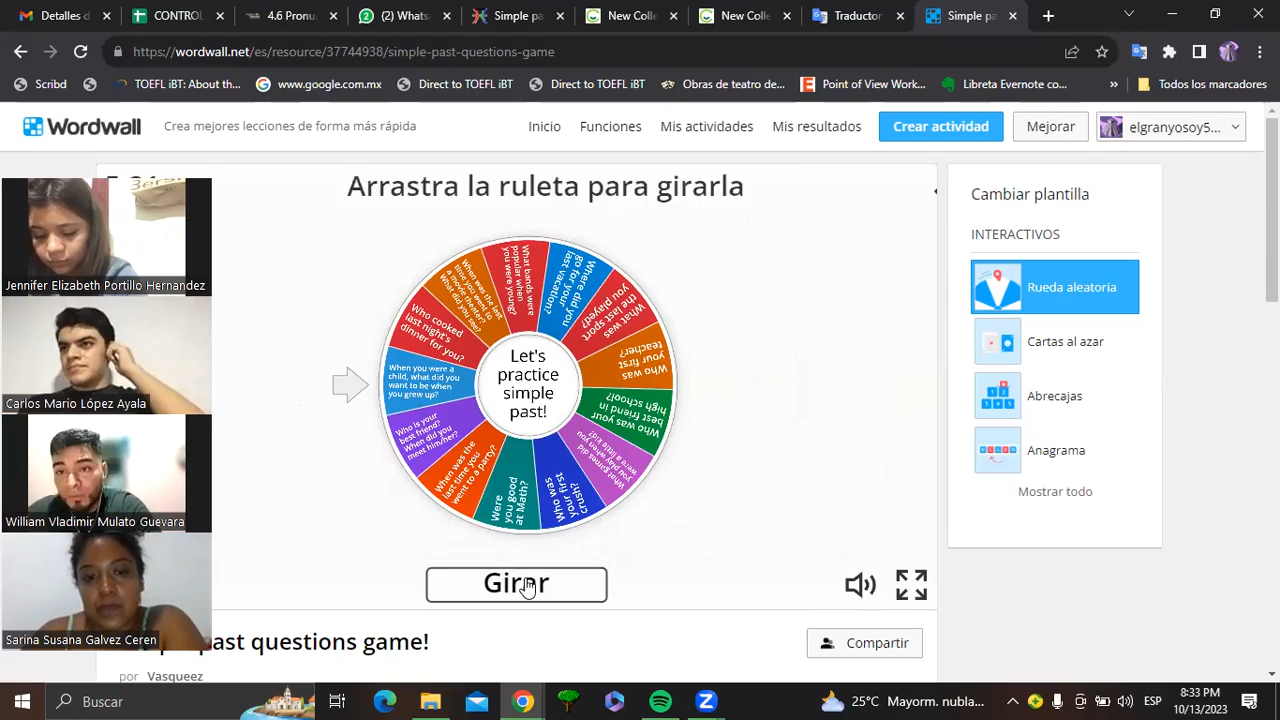 Detalles d
CONTROL
4.6 Pronun
(2) Whats
Simple pa
New Colle
New Colle
Traductor
Simple pa
https://wordwall.net/es/resource/37744938/simple-past-questions-game
Scribd
TOEFL iBT: About th...
www.google.com.mx
Direct to TOEFL iBT
Direct to TOEFL iBT
Obras de teatro de...
Point of View Work...
Libreta Evernote co...
Todos los marcadores
Wordwall
Crea mejores lecciones de forma más rápida
Inicio
Funciones
Mis actividades
Mis resultados
Crear actividad
Mejorar
elgranyosoy5...
Arrastra la ruleta para girarla
What bands were
popular when
you were young?
Where did you
go for your
last vacation?
What was
the last sport
you played?
Who was
your first
teacher?
Who was your
best friend in
high school?
What games did
you play when you
were a little kid?
Who was
your first
crush?
Were
you good
at Math?
When was the
last time you
went to a party?
Who is your
best friend?
When did you
meet him/her?
When you were a
child, what did you
want to be when
you grew up?
Who cooked
last night's
dinner for you?
When was the last
time you went to
a movie theater?
What did you see?
Let's
practice
simple
past!
Girar
Cambiar plantilla
INTERACTIVOS
Rueda aleatoria
Cartas al azar
Abrecajas
Anagrama
Mostrar todo
Jennifer Elizabeth Portillo Hernandez
Carlos Mario López Ayala
William Vladimir Mulato Guevara
Sarina Susana Galvez Ceren
past questions game!
por Vasqueez
Compartir
Buscar
25°C Mayorm. nubla...
ESP
8:33 PM
10/13/2023